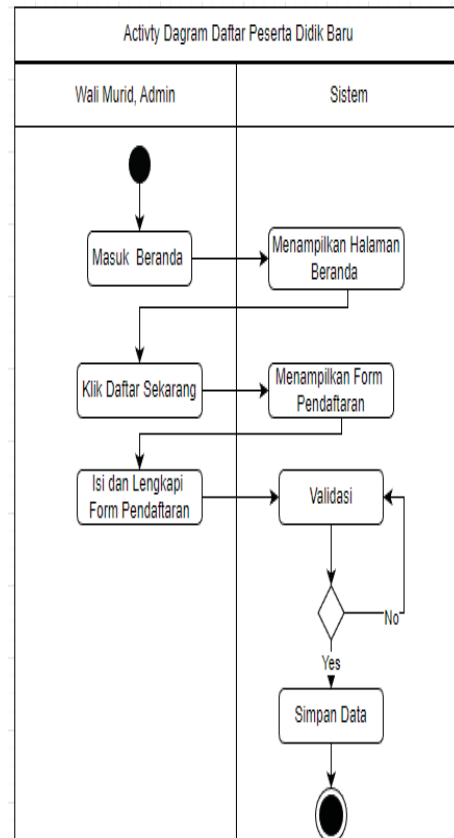 Activty Dagram Daftar Peserta Didik Baru
Wali Murid, Admin
Sistem
Masuk Beranda
Menampilkan Halaman
Beranda
Klik Daftar Sekarang
Menampilkan Form
Pendaftaran
Isi dan Lengkapi
Form Pendaftaran
Validasi
No
Yes
Simpan Data